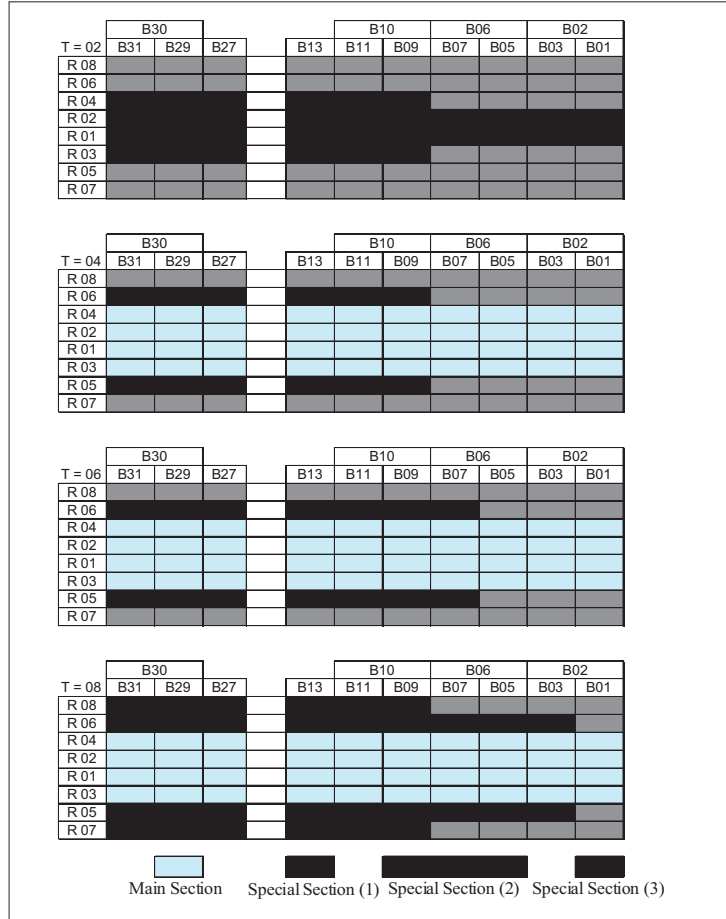 B30 B10 B06 B02
T = 02 B31 B29 B27 B13 B11 B09 B07 B05 B03 B01
R 08
R 06
R 04
R 02
R 01
R 03
R 05
R 07
B30 B10 B06 B02
T = 04 B31 B29 B27 B13 B11 B09 B07 B05 B03 B01
R 08
R 06
R 04
R 02
R 01
R 03
R 05
R 07
B30 B10 B06 B02
T = 06 B31 B29 B27 B13 B11 B09 B07 B05 B03 B01
R 08
R 06
R 04
R 02
R 01
R 03
R 05
R 07
B30 B10 B06 B02
T = 08 B31 B29 B27 B13 B11 B09 B07 B05 B03 B01
R 08
R 06
R 04
R 02
R 01
R 03
R 05
R 07
Main Section Special Section (1) Special Section (2) Special Section (3)